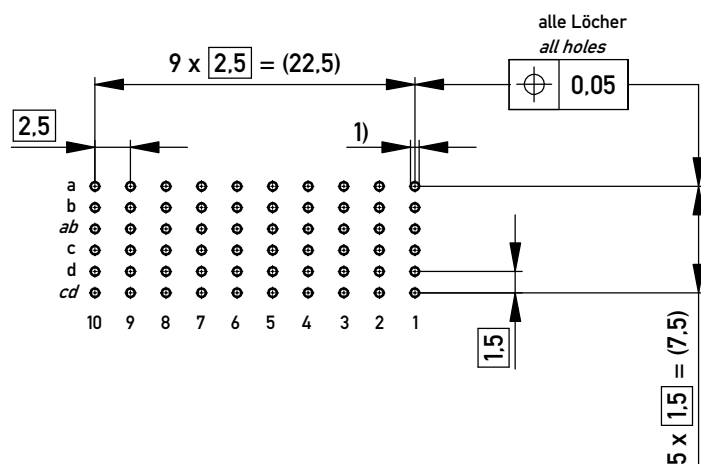 alle Löcher
all holes
9 x 2,5 = (22,5)
0,05
2,5
1)
a
b
ab
c
d
cd
10 9 8 7 6 5 4 3 2 1
1,5
5 x 1,5 = (7,5)